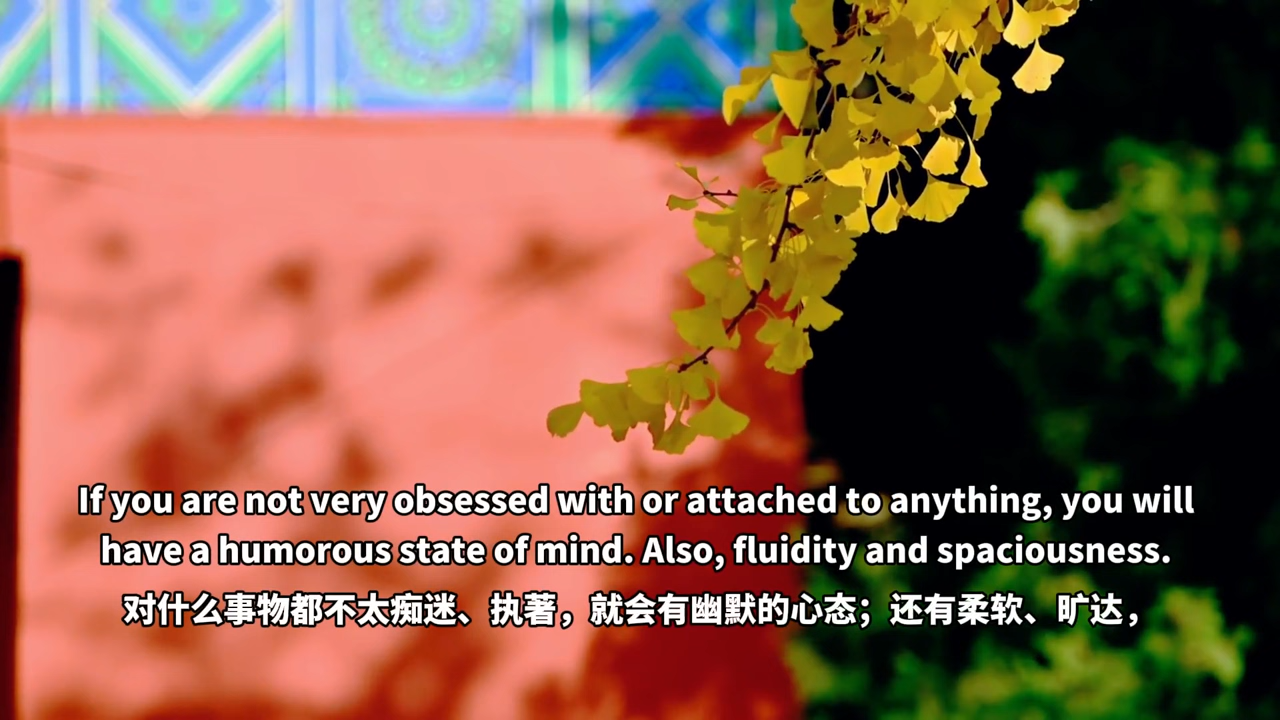 If you are not very obsessed with or attached to anything, you will
have a humorous state of mind. Also, fluidity and spaciousness.
对什么事物都不太痴迷、执著，就会有幽默的心态；还有柔软、旷达，